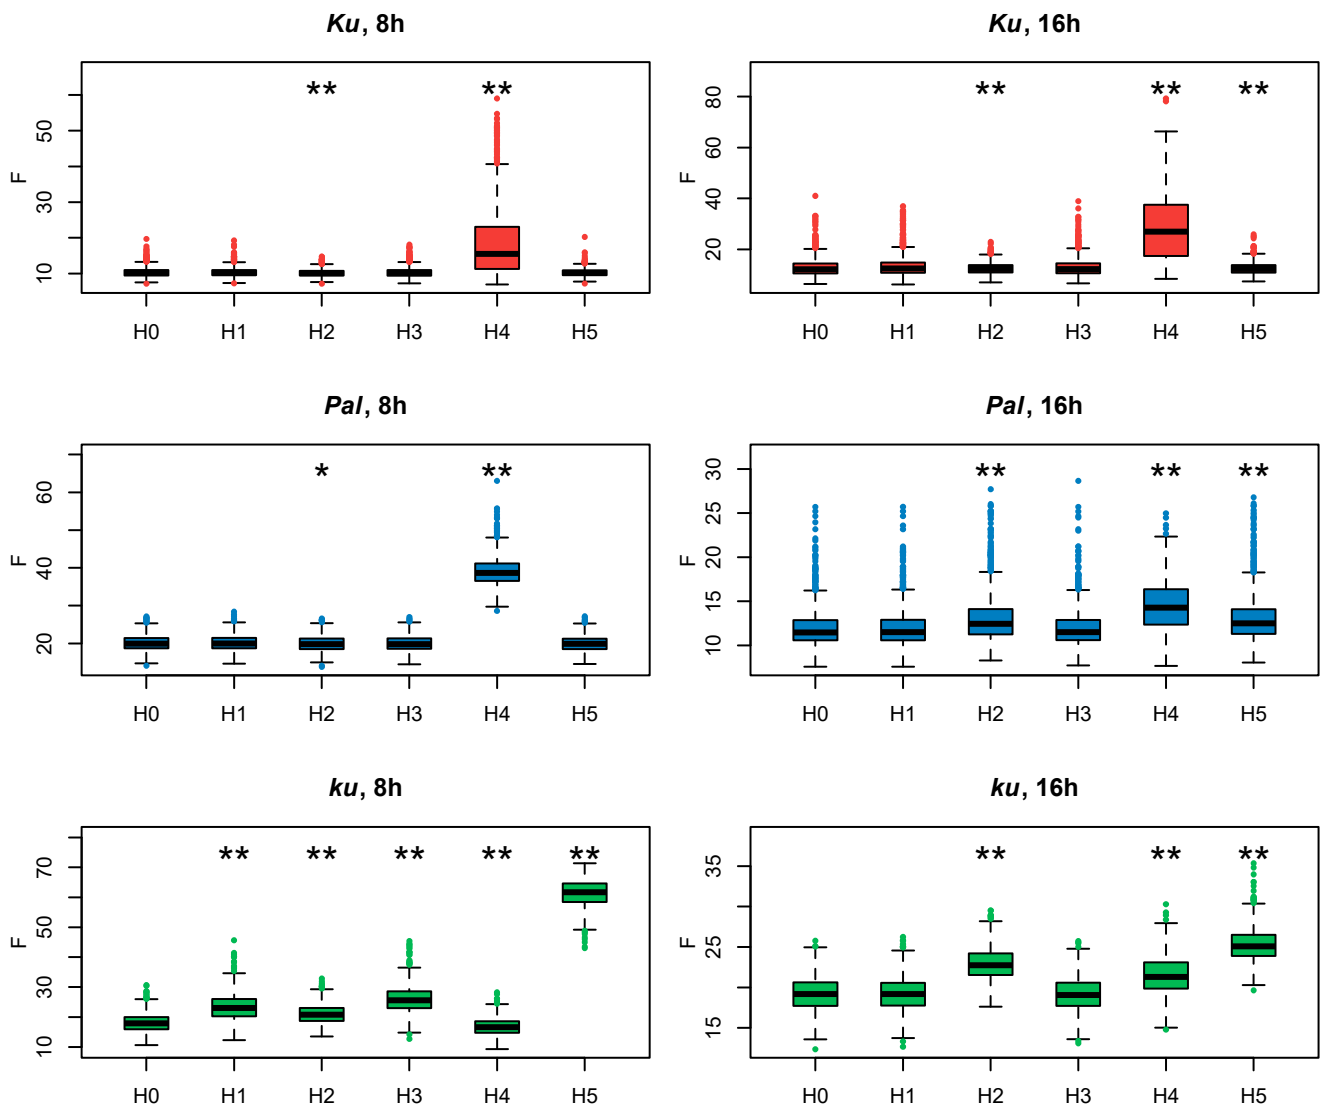 Ku, 8h
F
10 30 50
** **
H0 H1 H2 H3 H4 H5
Ku, 16h
F
20 40 60 80
** ** **
H0 H1 H2 H3 H4 H5
Pal, 8h
F
20 40 60
* **
H0 H1 H2 H3 H4 H5
Pal, 16h
F
10 15 20 25 30
** ** **
H0 H1 H2 H3 H4 H5
ku, 8h
F
10 30 50 70
** ** ** ** **
H0 H1 H2 H3 H4 H5
ku, 16h
F
15 25 35
** ** **
H0 H1 H2 H3 H4 H5